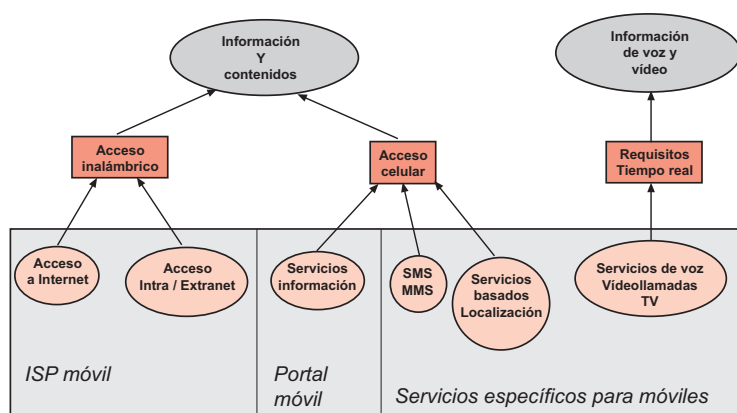 Información
Y
contenidos
Información
de voz y
vídeo
Acceso
inalámbrico
Acceso
celular
Requisitos
Tiempo real
Acceso
a Internet
Acceso
Intra / Extranet
Servicios
información
SMS
MMS
Servicios
basados
Localización
Servicios de voz
Vídeollamadas
TV
ISP móvil
Portal
móvil
Servicios específicos para móviles